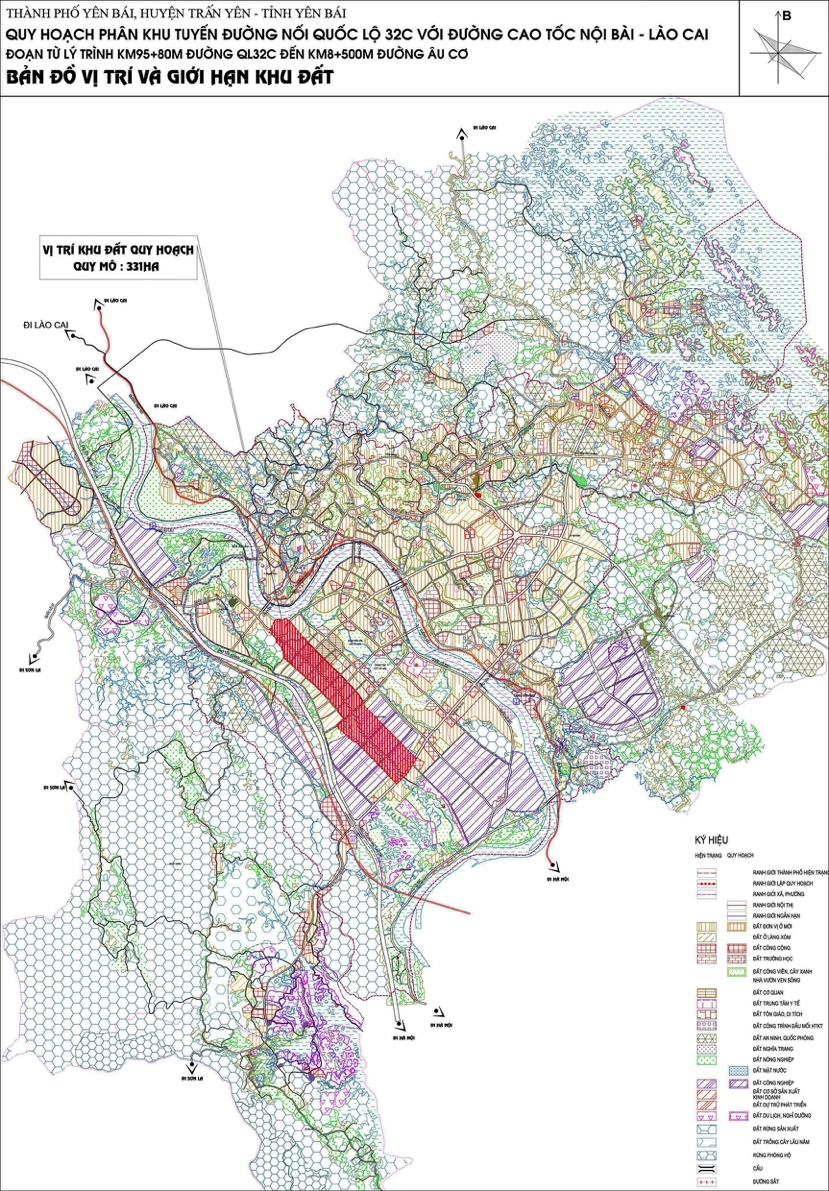 THÀNH PHỐ YÊN BÁI, HUYỆN TRẤN YÊN - TỈNH YÊN BÁI
QUY HOẠCH PHÂN KHU TUYẾN ĐƯỜNG NỐI QUỐC LỘ 32C VỚI ĐƯỜNG CAO TỐC NỘI BÀI - LÀO CAI
ĐOẠN TỪ LÝ TRÌNH KM95+80M ĐƯỜNG QL32C ĐẾN KM8+500M ĐƯỜNG ÂU CƠ
BẢN ĐỒ VỊ TRÍ VÀ GIỚI HẠN KHU ĐẤT
B
ĐI LÀO CAI
VỊ TRÍ KHU ĐẤT QUY HOẠCH
QUY MÔ : 331HA
ĐI LÀO CAI
ĐI LÀO CAI
ĐI LÀO CAI
ĐI LÀO CAI
ĐI SƠN LA
ĐI SƠN LA
ĐI HÀ NỘI
ĐI HÀ NỘI
ĐI HÀ NỘI
ĐI SƠN LA
KÝ HIỆU
HIỆN TRẠNG QUY HOẠCH
RANH GIỚI THÀNH PHỐ HIỆN TRẠNG
RANH GIỚI LẬP QUY HOẠCH
RANH GIỚI XÃ, PHƯỜNG
RANH GIỚI NỘI THỊ
RANH GIỚI NGẮN HẠN
ĐẤT ĐƠN VỊ Ở MỚI
ĐẤT Ở LÀNG XÓM
ĐẤT CÔNG CỘNG
ĐẤT TRƯỜNG HỌC
ĐẤT CÔNG VIÊN, CÂY XANH
NHÀ VƯỜN VEN SÔNG
ĐẤT CƠ QUAN
ĐẤT TRUNG TÂM Y TẾ
ĐẤT TÔN GIÁO, DI TÍCH
ĐẤT CÔNG TRÌNH ĐẦU MỐI HTKT
ĐẤT AN NINH, QUỐC PHÒNG
ĐẤT NGHĨA TRANG
ĐẤT NÔNG NGHIỆP
ĐẤT MẶT NƯỚC
ĐẤT CÔNG NGHIỆP
ĐẤT CƠ SỞ SẢN XUẤT
KINH DOANH
ĐẤT DỰ TRỮ PHÁT TRIỂN
ĐẤT DU LỊCH, NGHỈ DƯỠNG
ĐẤT RỪNG SẢN XUẤT
ĐẤT TRỒNG CÂY LÂU NĂM
RỪNG PHÒNG HỘ
CẦU
ĐƯỜNG SẮT